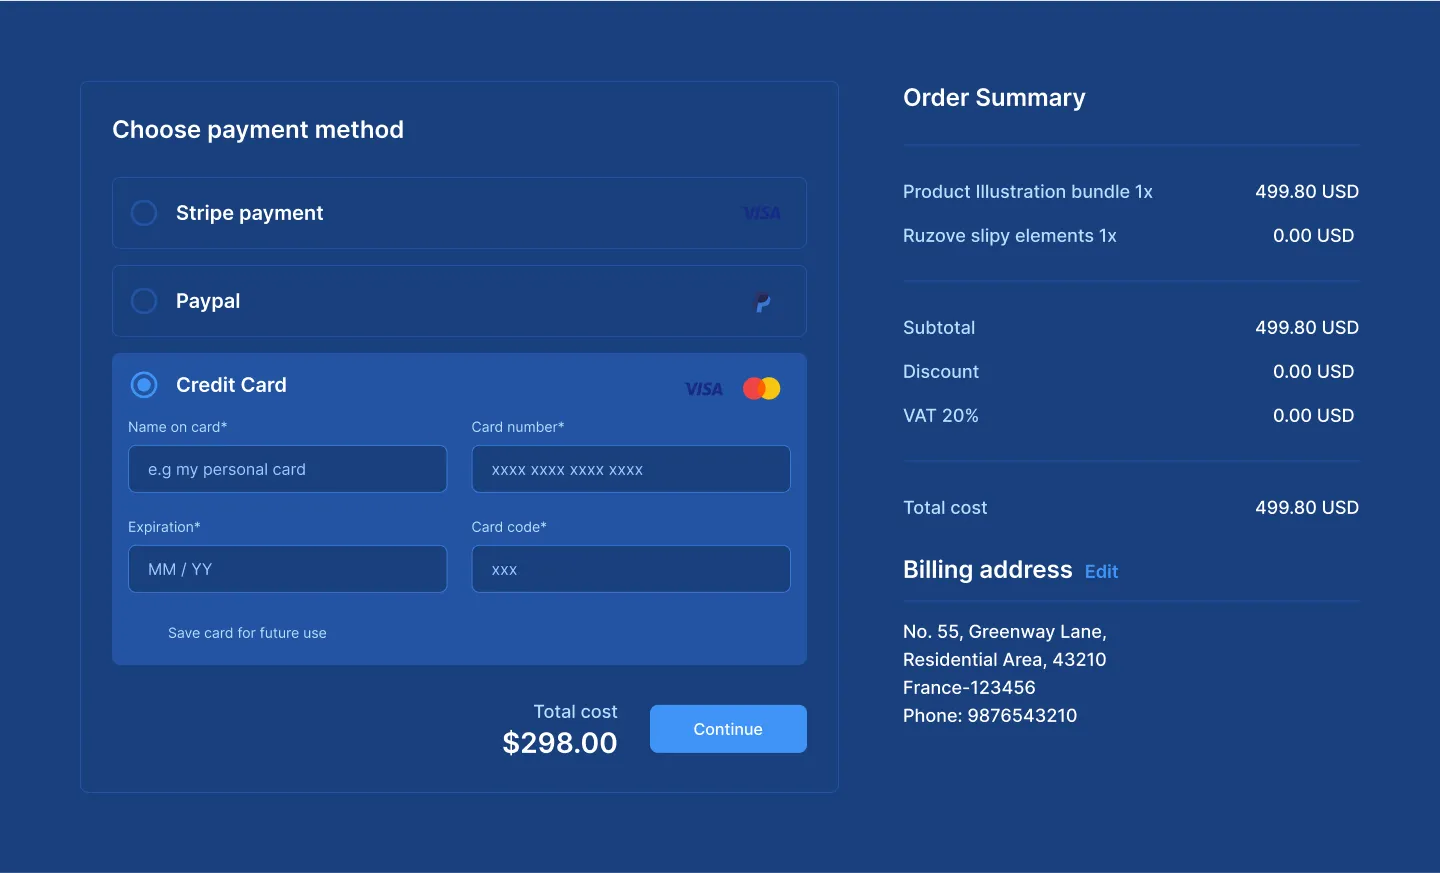 Choose payment method
Stripe payment
VISA
Paypal
Credit Card
VISA
Name on card*
Card number*
e.g my personal card
xxxx xxxx xxxx xxxx
Expiration*
Card code*
MM / YY
xxx
Save card for future use
Total cost
$298.00
Continue
Order Summary
Product Illustration bundle 1x 499.80 USD
Ruzove slipy elements 1x 0.00 USD
Subtotal 499.80 USD
Discount 0.00 USD
VAT 20% 0.00 USD
Total cost 499.80 USD
Billing address Edit
No. 55, Greenway Lane,
Residential Area, 43210
France-123456
Phone: 9876543210